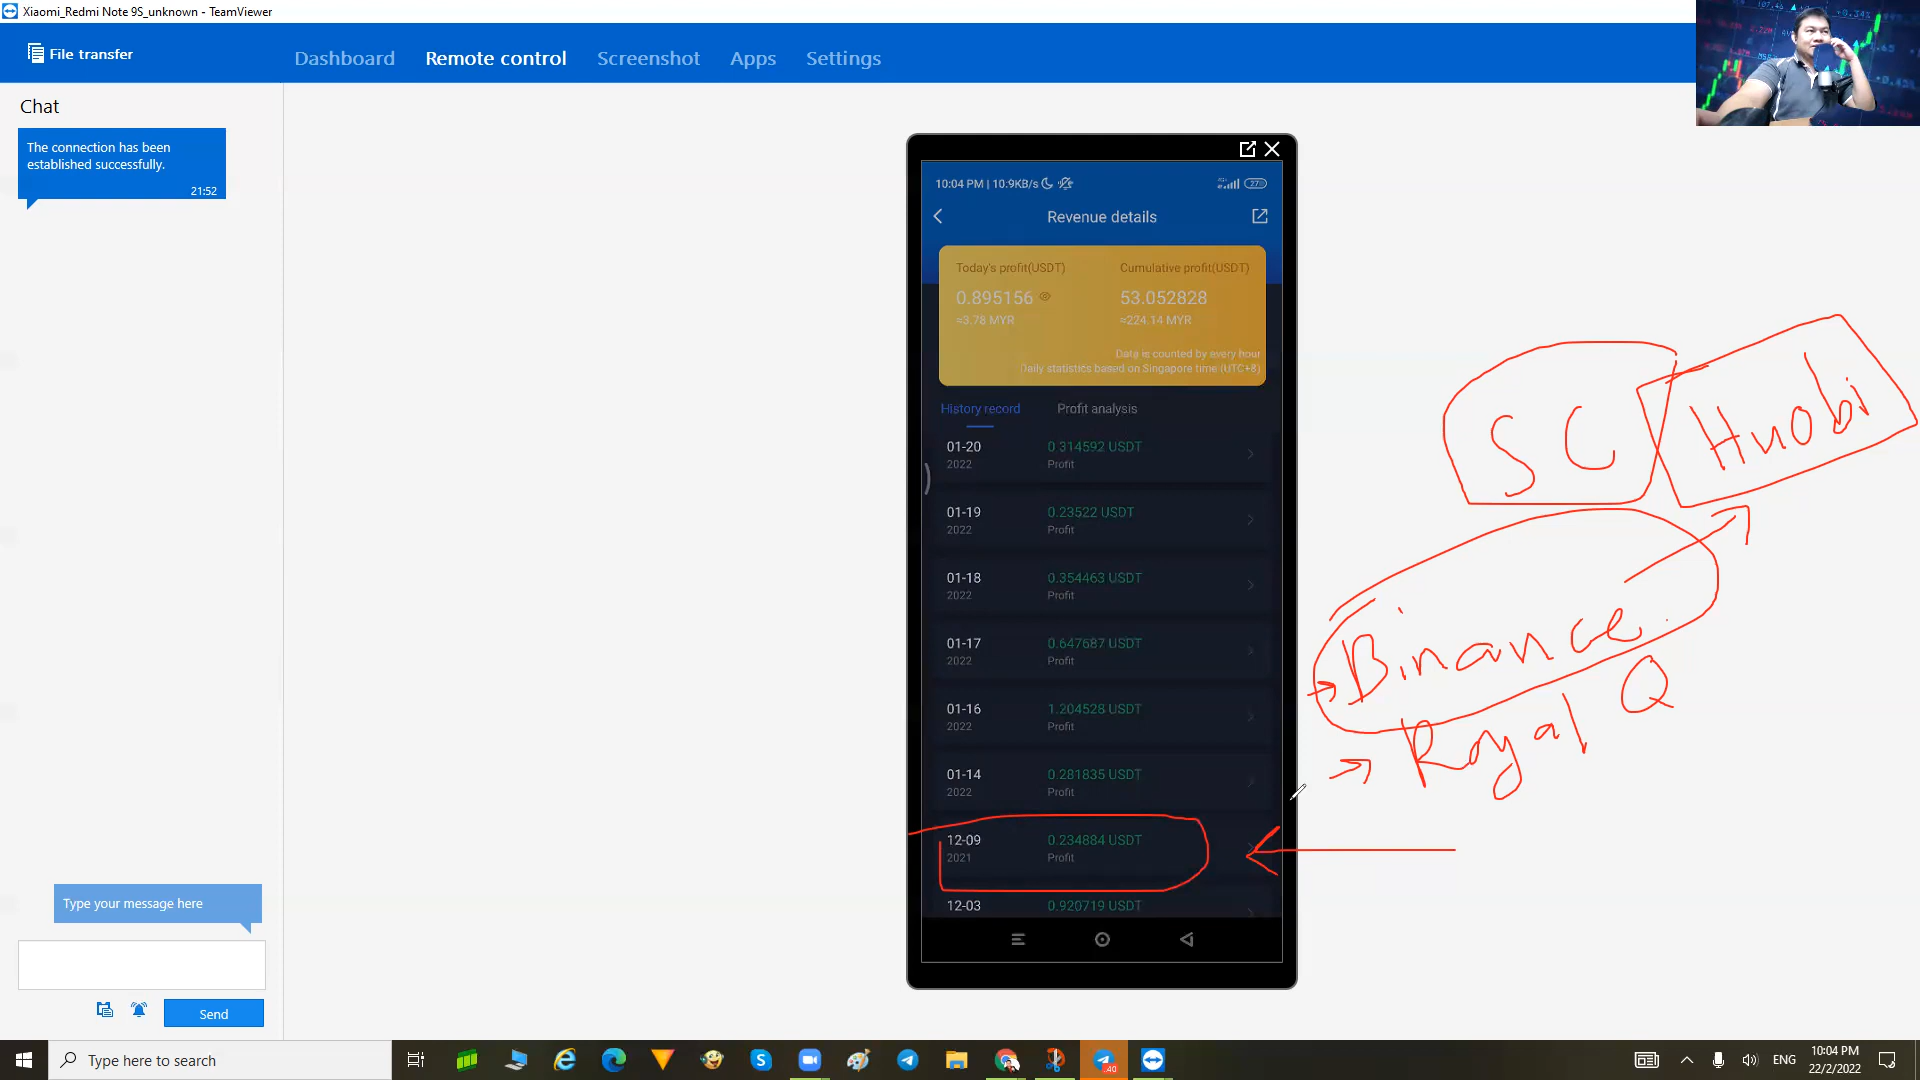 Xiaomi_Redmi Note 9S_unknown - TeamViewer
File transfer
Dashboard Remote control Screenshot Apps Settings
Chat
The connection has been
established successfully.
21:52
10:04 PM | 10.9KB/s
27
Revenue details
Today's profit(USDT) Cumulative profit(USDT)
0.895156 53.052828
≈3.78 MYR ≈224.14 MYR
Data is counted by every hour
Daily statistics based on Singapore time (UTC+8)
History record Profit analysis
01-20 0.314592 USDT
2022 Profit
01-19 0.23522 USDT
2022 Profit
01-18 0.354463 USDT
2022 Profit
01-17 0.647687 USDT
2022 Profit
01-16 1.204528 USDT
2022 Profit
01-14 0.281835 USDT
2022 Profit
12-09 0.234884 USDT
2021 Profit
12-03 0.920719 USDT
SC Huobi
Binance
Royal Q
Type your message here
Send
Type here to search
40
ENG
10:04 PM
22/2/2022